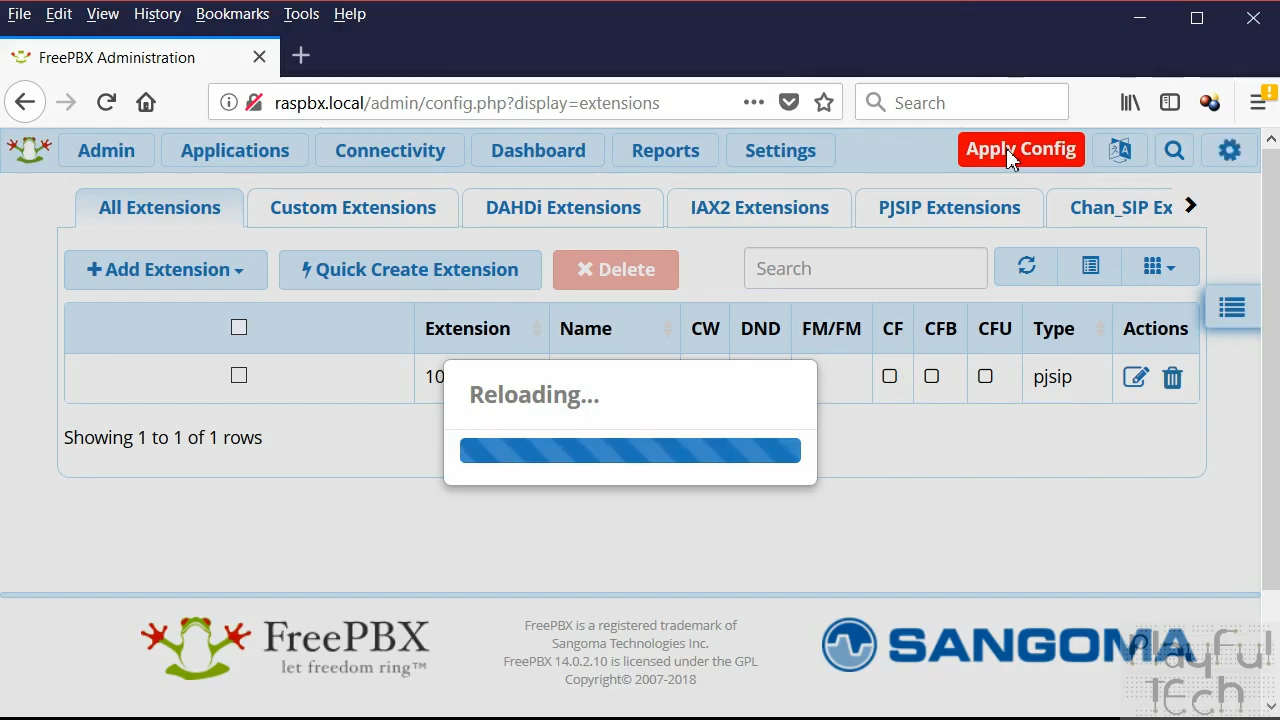 File Edit View History Bookmarks Tools Help
FreePBX Administration
raspbx.local/admin/config.php?display=extensions
Search
Admin Applications Connectivity Dashboard Reports Settings Apply Config
All Extensions Custom Extensions DAHDi Extensions IAX2 Extensions PJSIP Extensions Chan_SIP Ex
+ Add Extension Quick Create Extension Delete Search
Extension Name CW DND FM/FM CF CFB CFU Type Actions
10 pjsip
Reloading...
Showing 1 to 1 of 1 rows
FreePBX
let freedom ring™
FreePBX is a registered trademark of
Sangoma Technologies Inc.
FreePBX 14.0.2.10 is licensed under the GPL
Copyright© 2007-2018
SANGOMA
Playful
tech